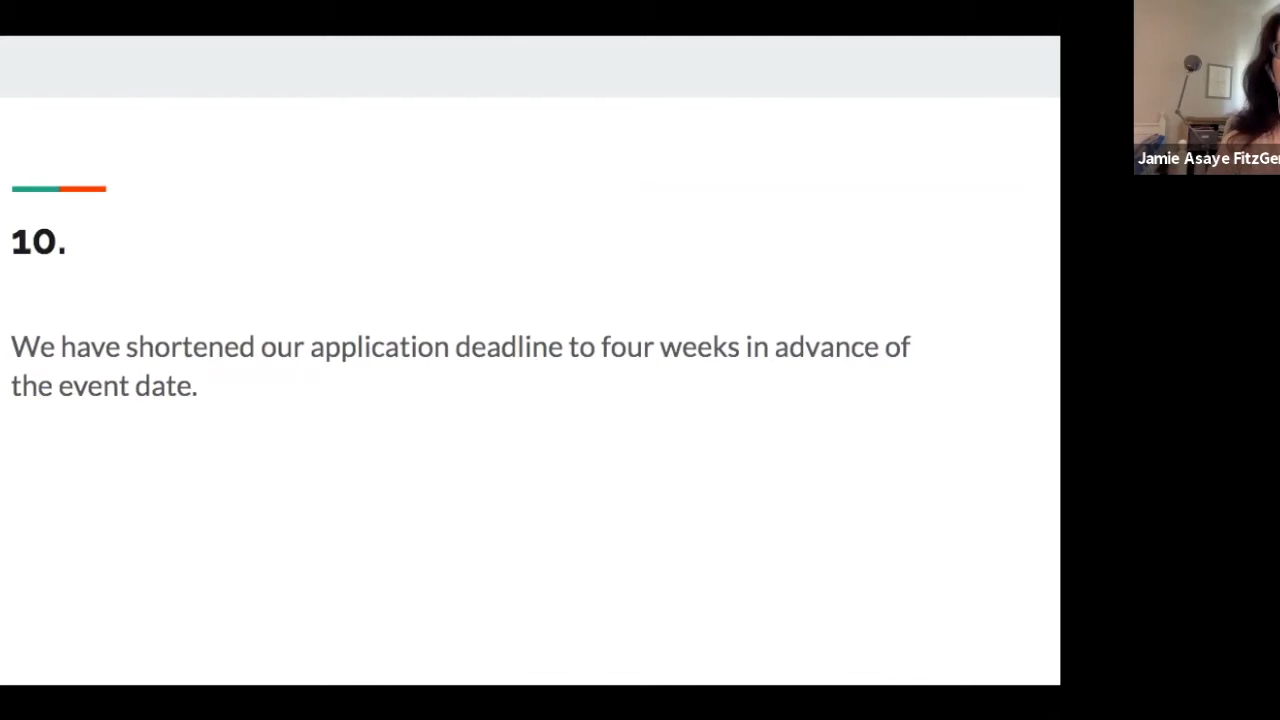 10.
We have shortened our application deadline to four weeks in advance of
the event date.
Jamie Asaye FitzGer